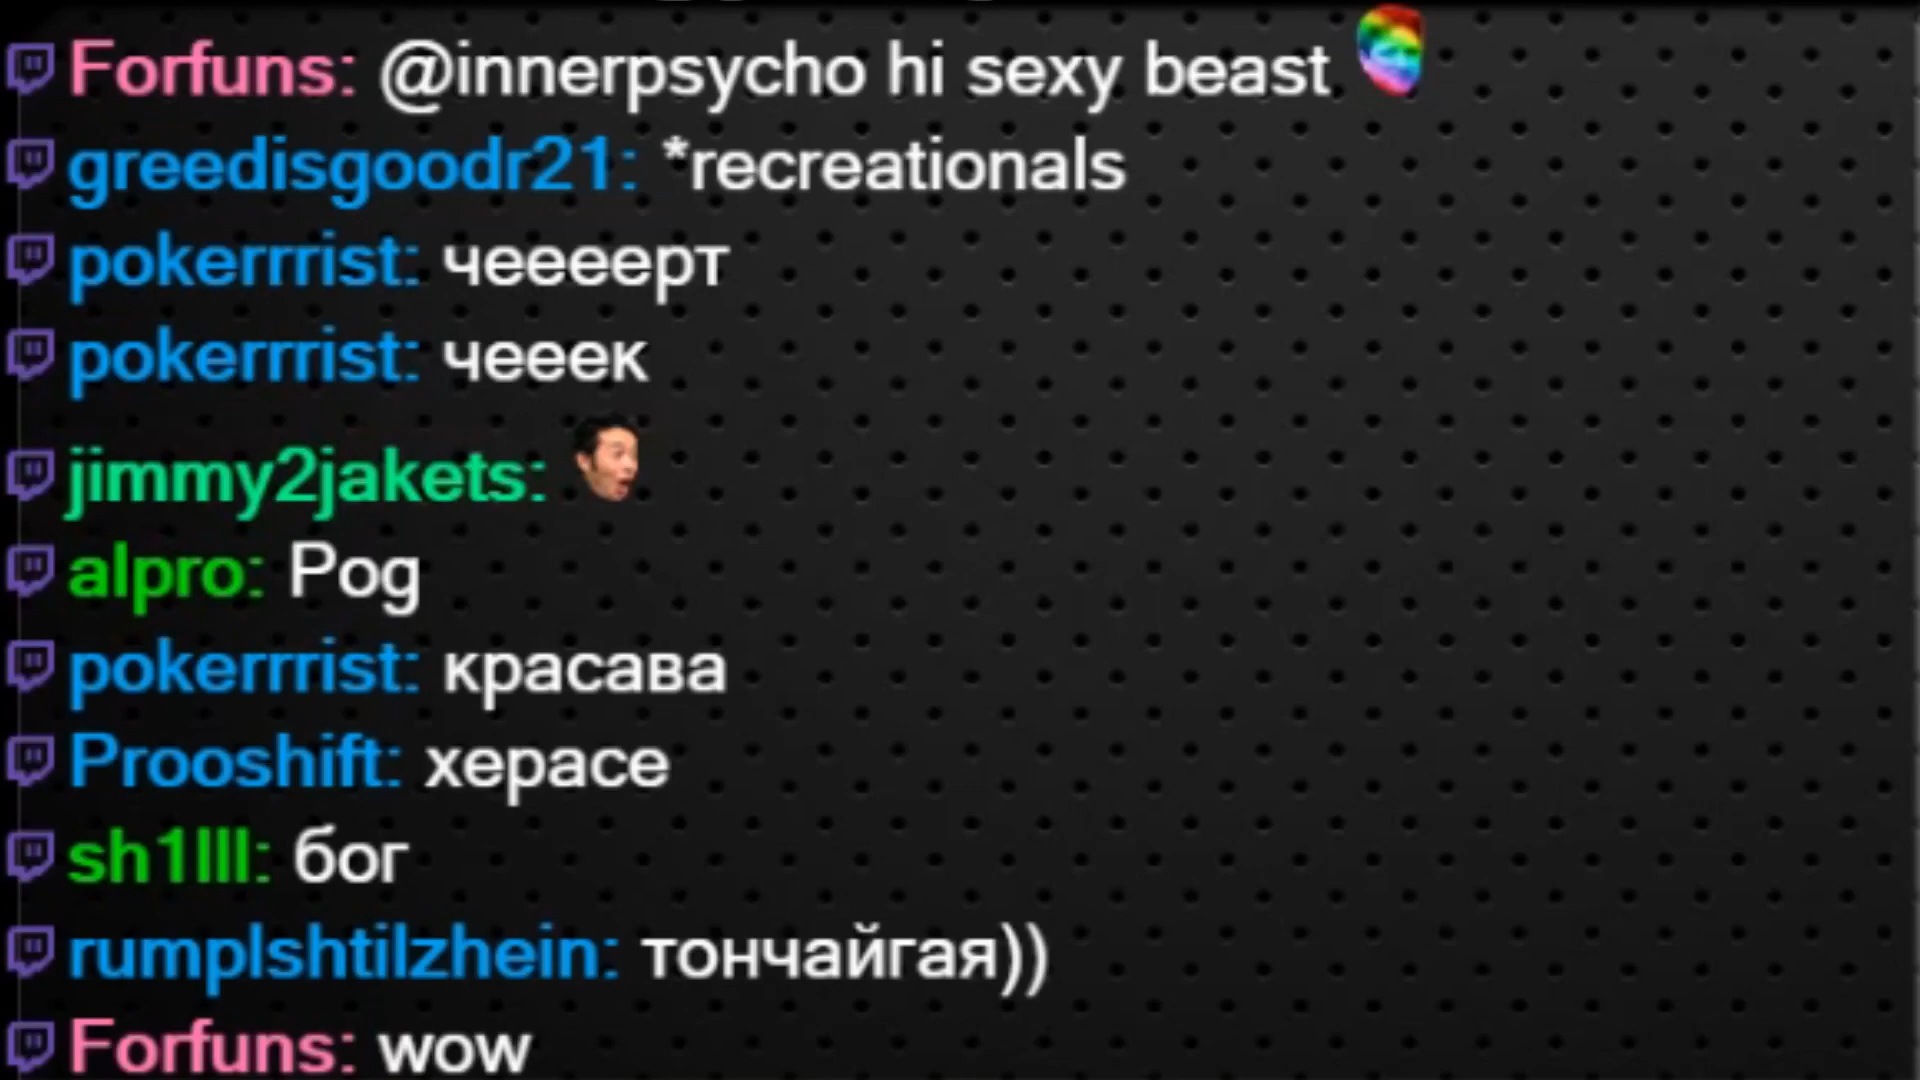 Forfuns: @innerpsycho hi sexy beast
greedisgoodr21: *recreationals
pokerrrist: чеееерт
pokerrrist: чееек
jimmy2jakets:
alpro: Pog
pokerrrist: красава
Prooshift: херасе
sh1lll: бог
rumplshtilzhein: тончайгая))
Forfuns: wow